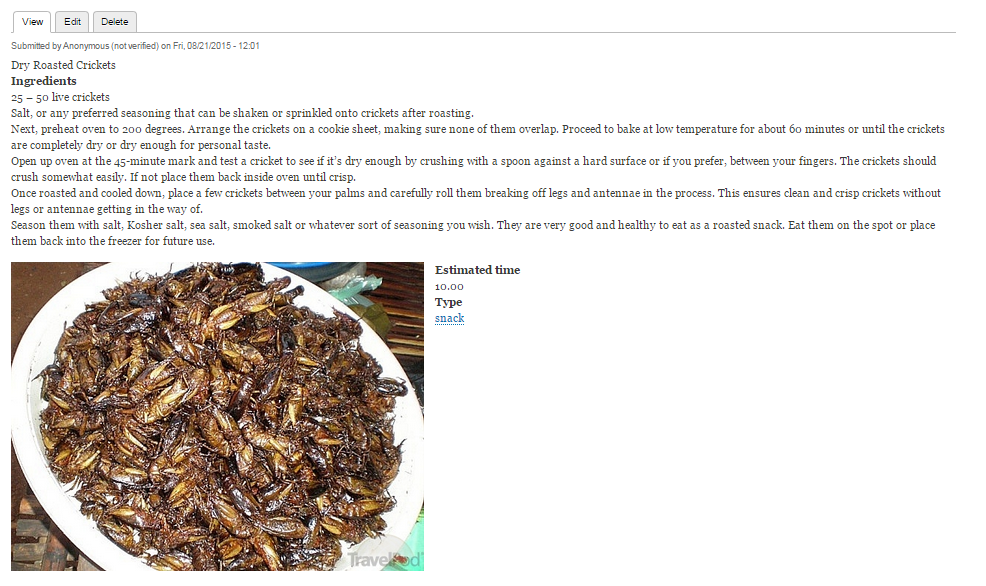 View Edit Delete
Submitted by Anonymous (not verified) on Fri, 08/21/2015 - 12:01
Dry Roasted Crickets
Ingredients
25 – 50 live crickets
Salt, or any preferred seasoning that can be shaken or sprinkled onto crickets after roasting.
Next, preheat oven to 200 degrees. Arrange the crickets on a cookie sheet, making sure none of them overlap. Proceed to bake at low temperature for about 60 minutes or until the crickets
are completely dry or dry enough for personal taste.
Open up oven at the 45-minute mark and test a cricket to see if it's dry enough by crushing with a spoon against a hard surface or if you prefer, between your fingers. The crickets should
crush somewhat easily. If not place them back inside oven until crisp.
Once roasted and cooled down, place a few crickets between your palms and carefully roll them breaking off legs and antennae in the process. This ensures clean and crisp crickets without
legs or antennae getting in the way of.
Season them with salt, Kosher salt, sea salt, smoked salt or whatever sort of seasoning you wish. They are very good and healthy to eat as a roasted snack. Eat them on the spot or place
them back into the freezer for future use.
Estimated time
10.00
Type
snack
TravelPod